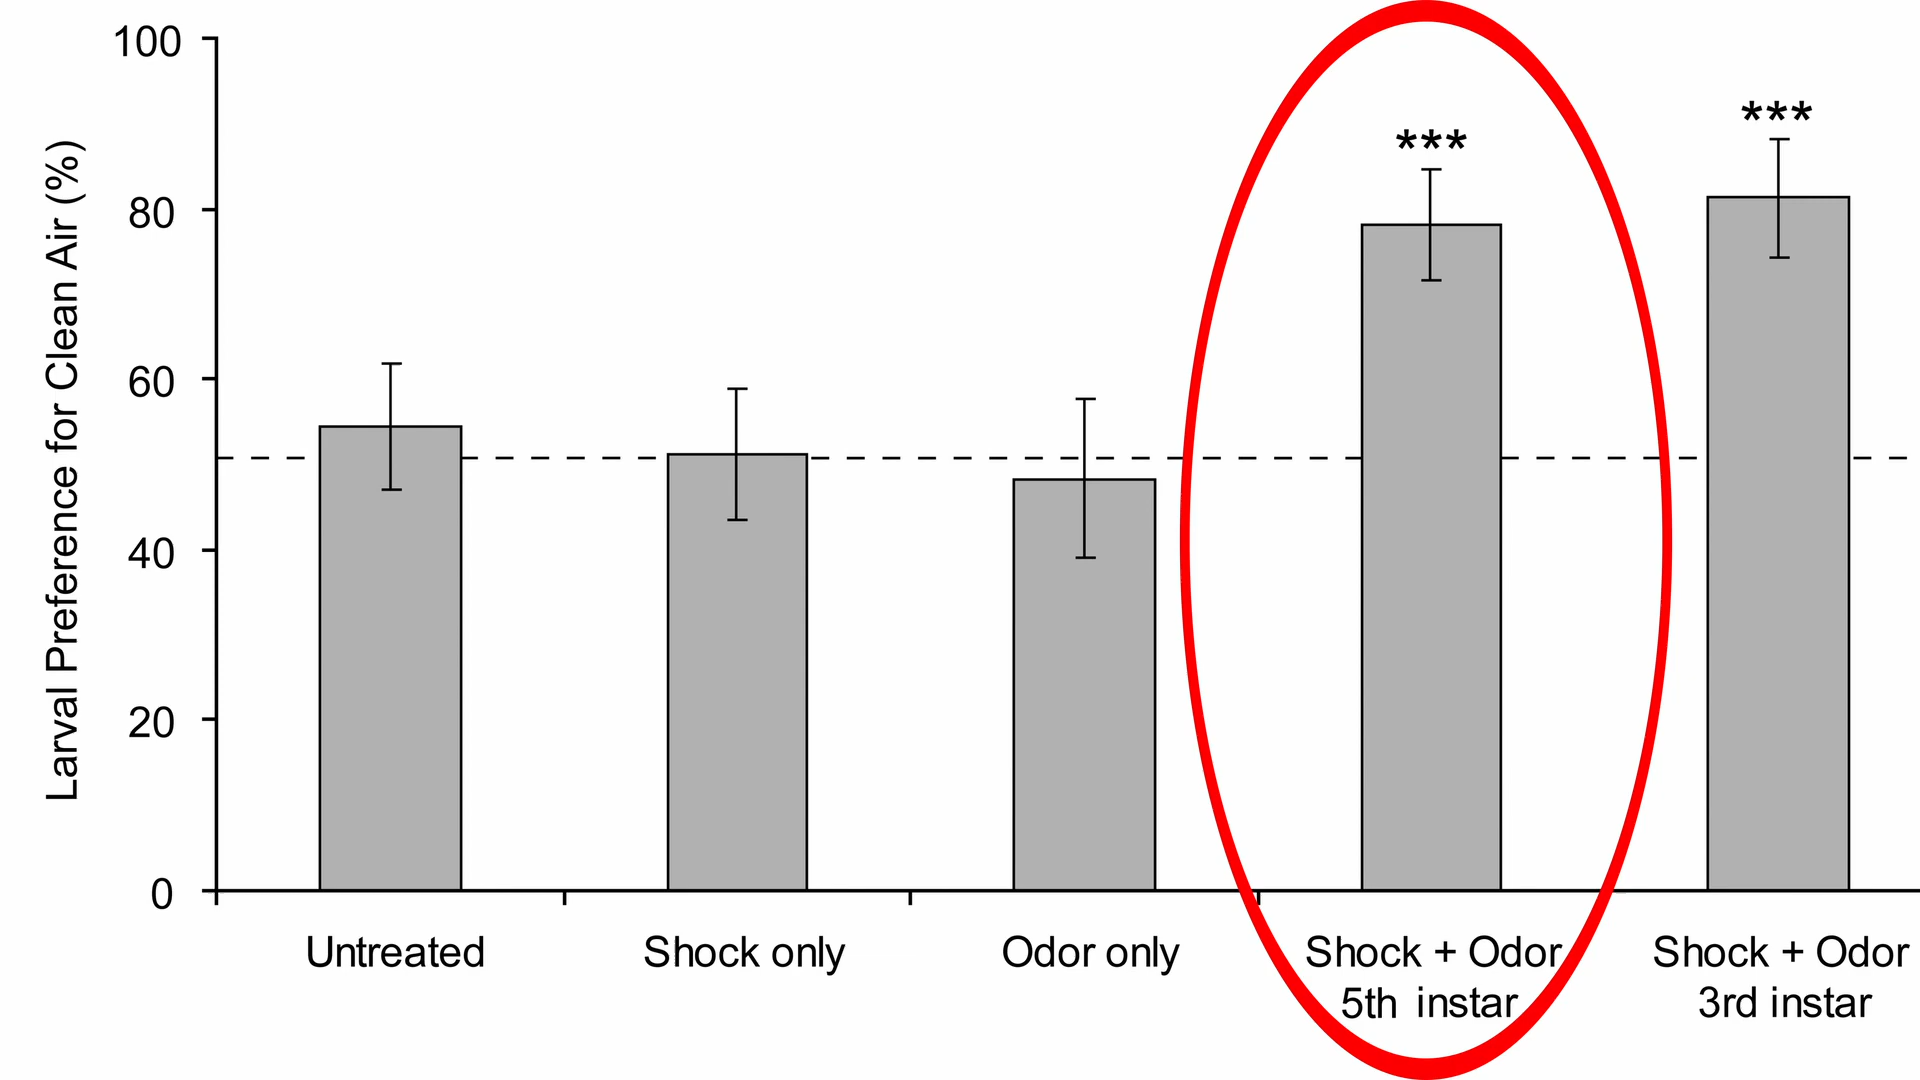 Larval Preference for Clean Air (%)
100
80
60
40
20
0
***
***
Untreated
Shock only
Odor only
Shock + Odor
5th instar
Shock + Odor
3rd instar